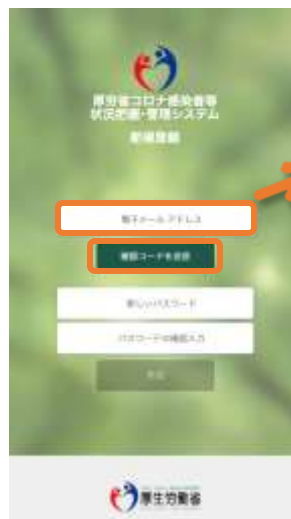 厚労省コロナ感染者等
状況把握・管理システム
新規登録
電子メール アドレス
確認コードを送信
新しいパスワード
パスワードの確認入力
作成
厚生労働省